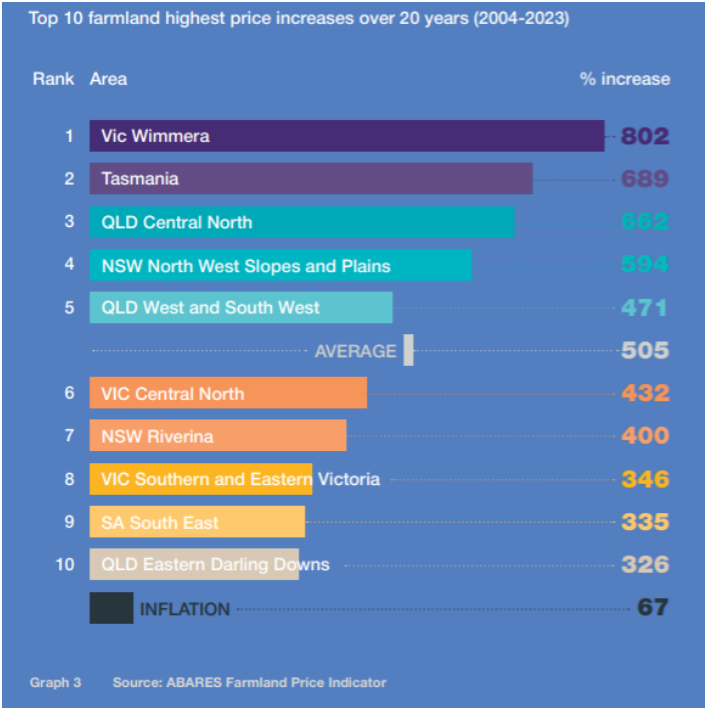 Top 10 farmland highest price increases over 20 years (2004-2023)
Rank Area % increase
1 Vic Wimmera 802
2 Tasmania 689
3 QLD Central North 662
4 NSW North West Slopes and Plains 594
5 QLD West and South West 471
AVERAGE 505
6 VIC Central North 432
7 NSW Riverina 400
8 VIC Southern and Eastern Victoria 346
9 SA South East 335
10 QLD Eastern Darling Downs 326
INFLATION 67
Graph 3 Source: ABARES Farmland Price Indicator